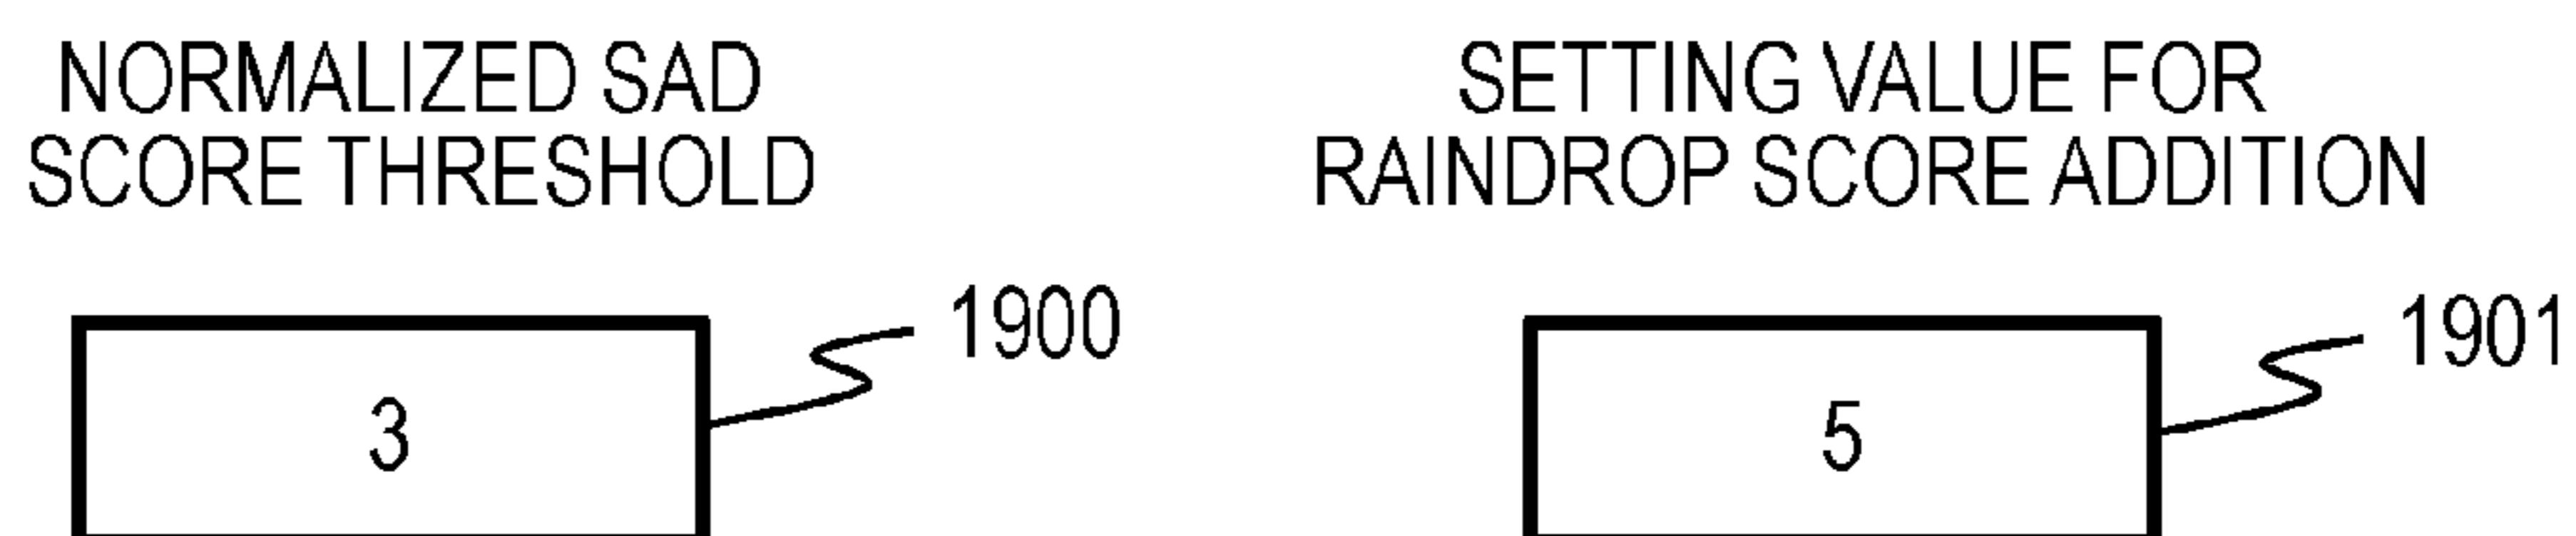 NORMALIZED SAD
SCORE THRESHOLD
3
1900
SETTING VALUE FOR
RAINDROP SCORE ADDITION
5
1901